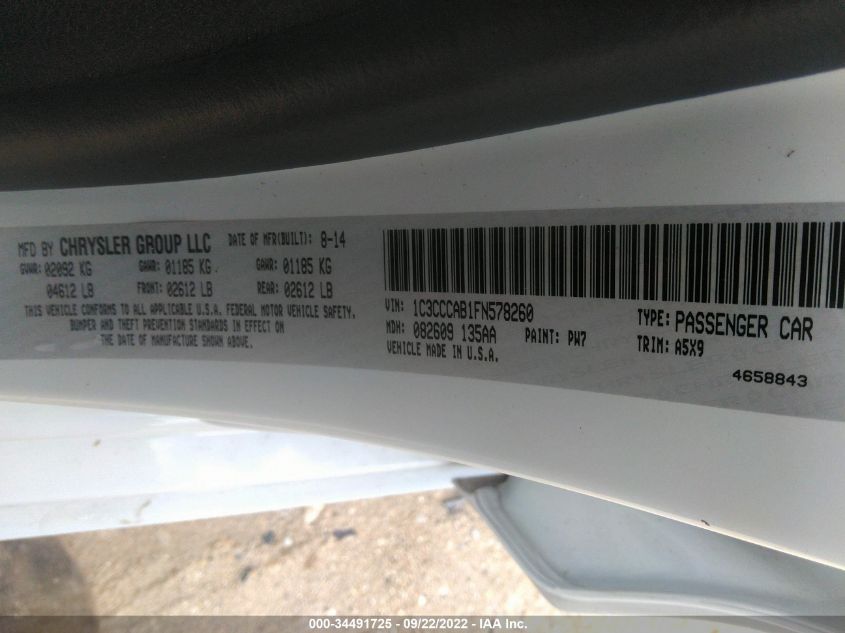 MFD BY CHRYSLER GROUP LLC DATE OF MFR(BUILT): 8-14
GVWR: 02092 KG GAWR: 01185 KG GAWR: 01185 KG
04612 LB FRONT: 02612 LB REAR: 02612 LB
THIS VEHICLE CONFORMS TO ALL APPLICABLE U.S.A. FEDERAL MOTOR VEHICLE SAFETY,
BUMPER AND THEFT PREVENTION STANDARDS IN EFFECT ON
THE DATE OF MANUFACTURE SHOWN ABOVE.
VIN: 1C3CCCAB1FN578260 TYPE: PASSENGER CAR
MDH: 082609 135AA PAINT: PW7 TRIM: A5X9
VEHICLE MADE IN U.S.A.
4658843
000-34491725 - 09/22/2022 - IAA Inc.